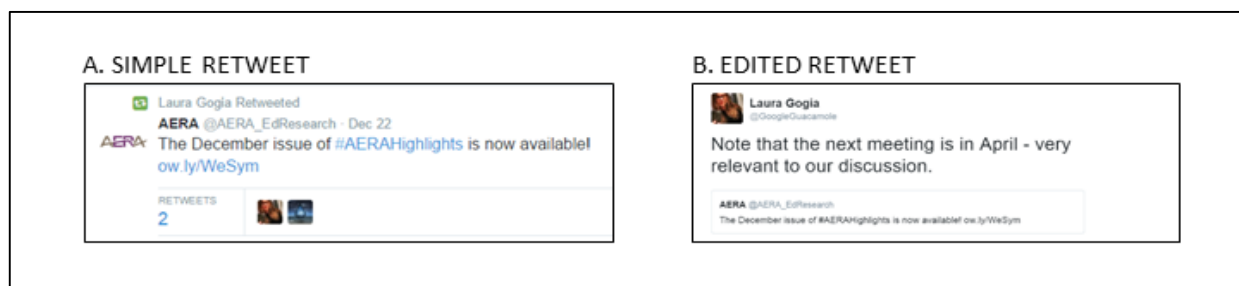 A. SIMPLE RETWEET
Laura Gogia Retweeted
AERA @AERA_EdResearch · Dec 22
AERA The December issue of #AERAHighlights is now available!
ow.ly/WeSym
RETWEETS
2
B. EDITED RETWEET
Laura Gogia
@GoogleGuacamole
Note that the next meeting is in April - very
relevant to our discussion.
AERA @AERA_EdResearch
The December issue of #AERAHighlights is now available! ow.ly/WeSym